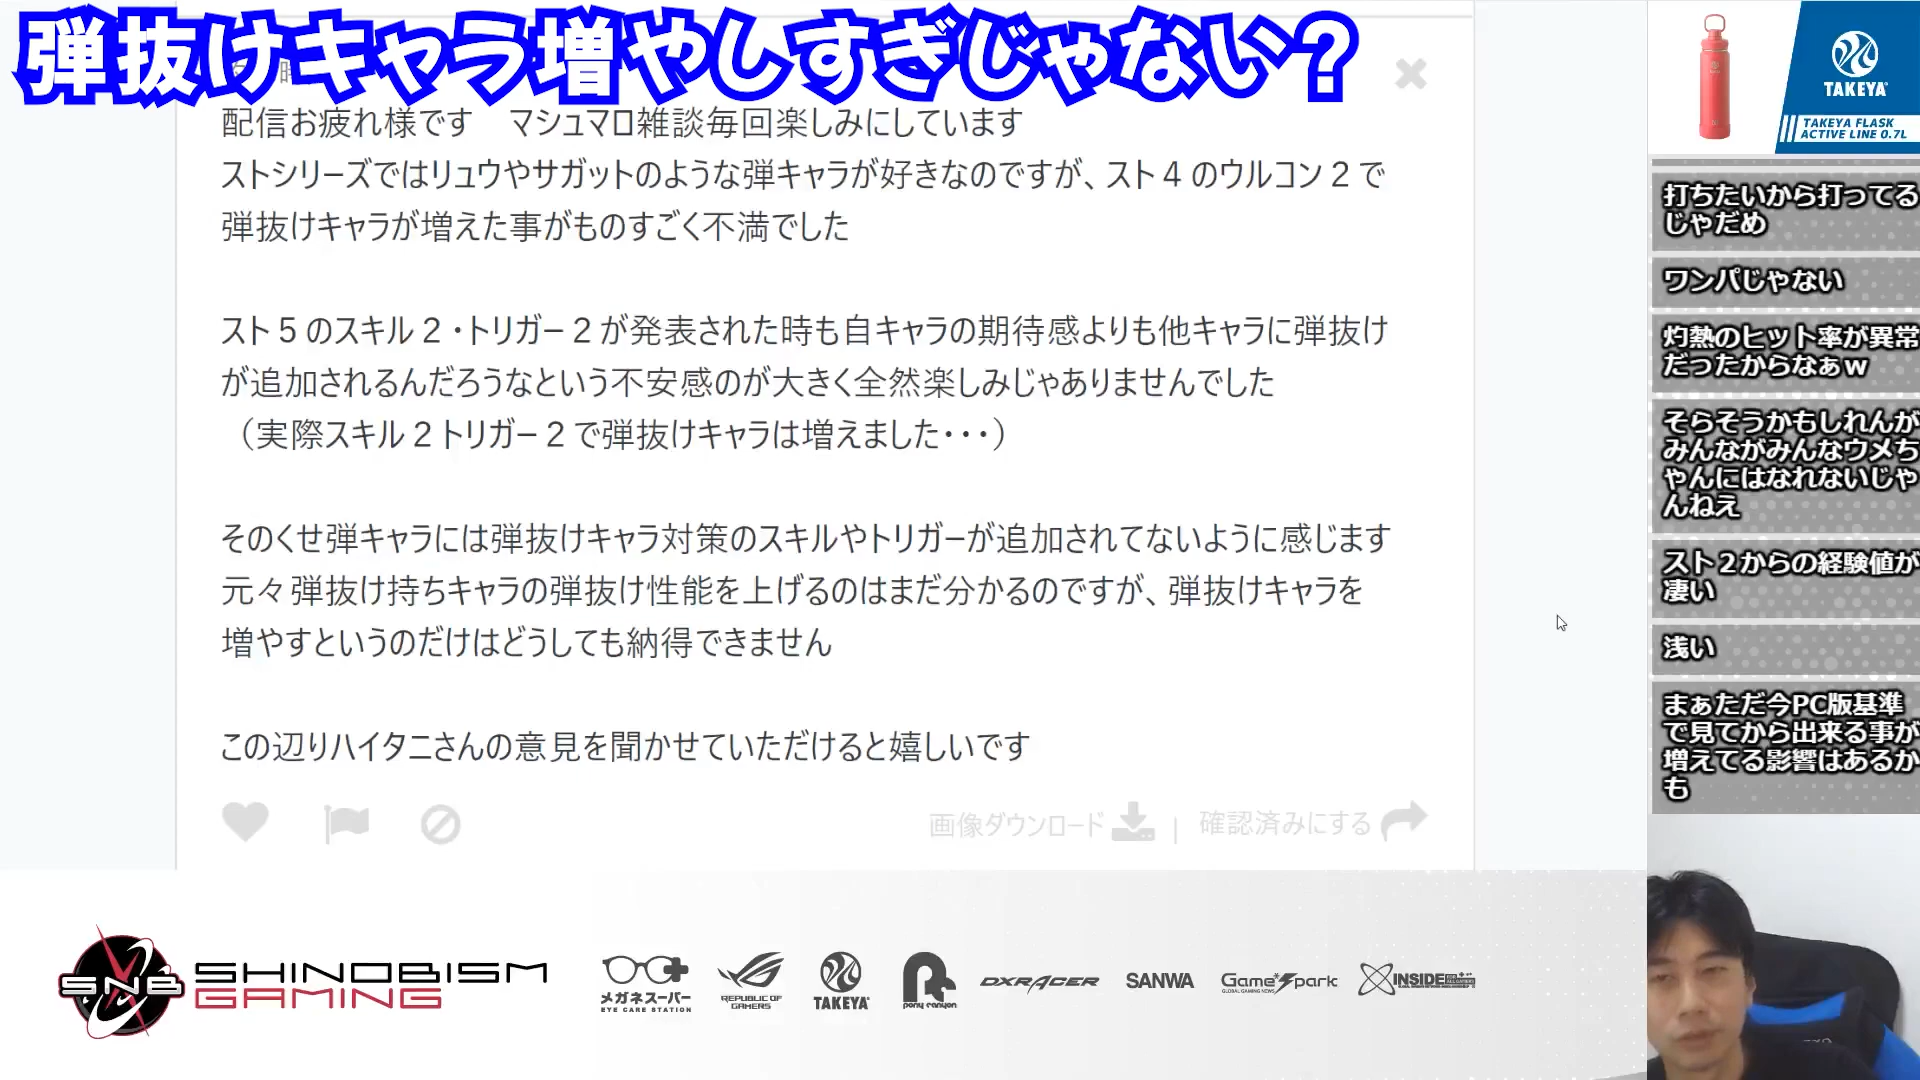 弾抜けキャラ増やしすぎじゃない？
配信お疲れ様です　マシュマロ雑談毎回楽しみにしています
ストシリーズではリュウやサガットのような弾キャラが好きなのですが、スト４のウルコン２で
弾抜けキャラが増えた事がものすごく不満でした
スト５のスキル２・トリガー２が発表された時も自キャラの期待感よりも他キャラに弾抜け
が追加されるんだろうなという不安感のが大きく全然楽しみじゃありませんでした
（実際スキル２トリガー２で弾抜けキャラは増えました・・・）
そのくせ弾キャラには弾抜けキャラ対策のスキルやトリガーが追加されてないように感じます
元々弾抜け持ちキャラの弾抜け性能を上げるのはまだ分かるのですが、弾抜けキャラを
増やすというのだけはどうしても納得できません
この辺りハイタニさんの意見を聞かせていただけると嬉しいです
画像ダウンロード | 確認済みにする
TAKEYA
TAKEYA FLASK
ACTIVE LINE 0.7L
打ちたいから打ってる
じゃだめ
ワンパじゃない
灼熱のヒット率が異常
だったからなぁｗ
そらそうかもしれんが
みんながみんなウメち
ゃんにはなれないじゃ
んねえ
スト２からの経験値が
凄い
浅い
まぁただ今PC版基準
で見てから出来る事が
増えてる影響はあるか
も
SNB
SHINOBISM
GAMING
メガネスーパー
EYE CARE STATION
REPUBLIC OF
GAMERS
TAKEYA
pony canyon
DXRACER
SANWA
Game*Spark
GLOBAL GAMING NEWS
INSIDE